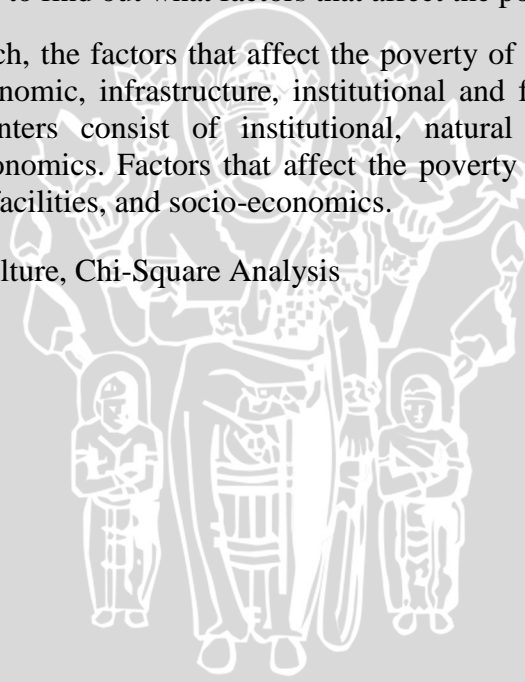 to find out what factors that affect the po
ch, the factors that affect the poverty of
nomic, infrastructure, institutional and f
nters consist of institutional, natural
onomics. Factors that affect the poverty
facilities, and socio-economics.
lture, Chi-Square Analysis